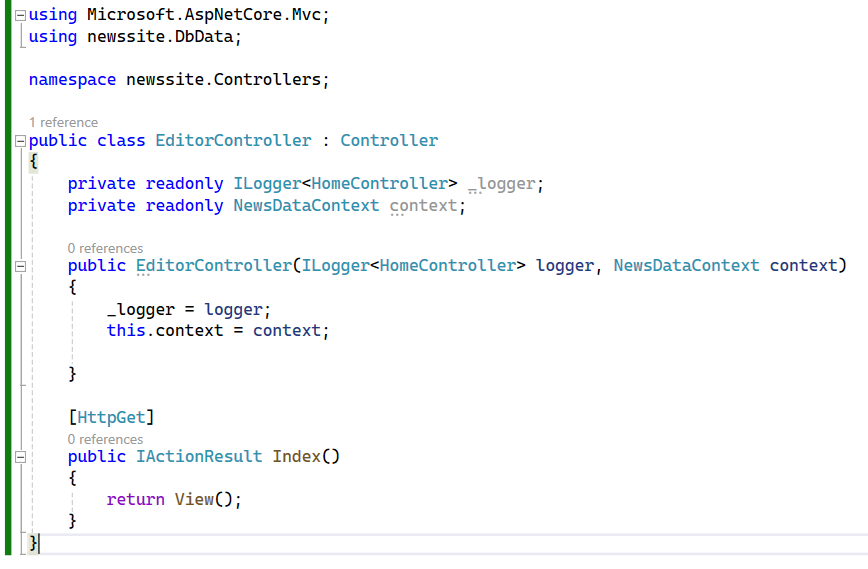 using Microsoft.AspNetCore.Mvc;
using newssite.DbData;
namespace newssite.Controllers;
1 reference
public class EditorController : Controller
{
private readonly ILogger<HomeController> _logger;
private readonly NewsDataContext context;
0 references
public EditorController(ILogger<HomeController> logger, NewsDataContext context)
{
_logger = logger;
this.context = context;
}
[HttpGet]
0 references
public IActionResult Index()
{
return View();
}
}